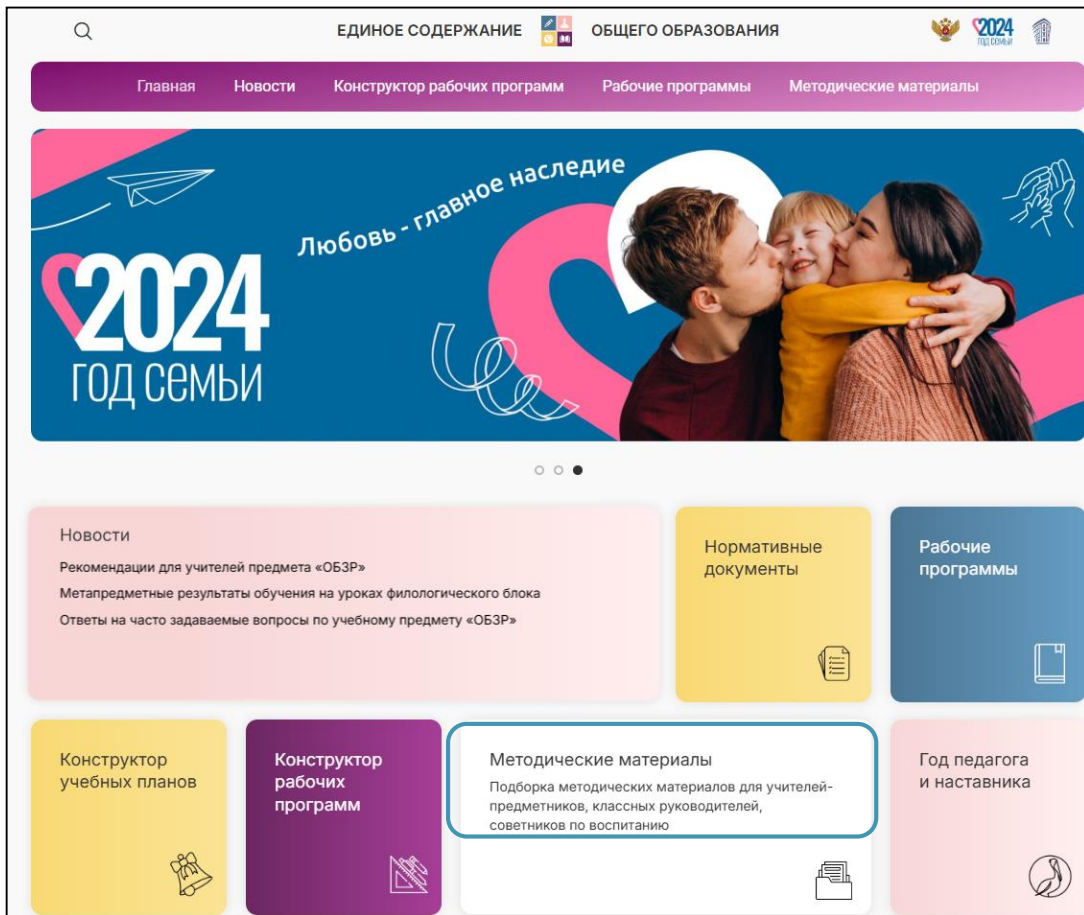 ЕДИНОЕ СОДЕРЖАНИЕ ОБЩЕГО ОБРАЗОВАНИЯ
2024
ГОД СЕМЬИ
Главная Новости Конструктор рабочих программ Рабочие программы Методические материалы
Любовь - главное наследие
2024
ГОД СЕМЬИ
Новости
Рекомендации для учителей предмета «ОБЗР»
Метапредметные результаты обучения на уроках филологического блока
Ответы на часто задаваемые вопросы по учебному предмету «ОБЗР»
Нормативные
документы
Рабочие
программы
Конструктор
учебных планов
Конструктор
рабочих
программ
Методические материалы
Подборка методических материалов для учителей-
предметников, классных руководителей,
советников по воспитанию
Год педагога
и наставника